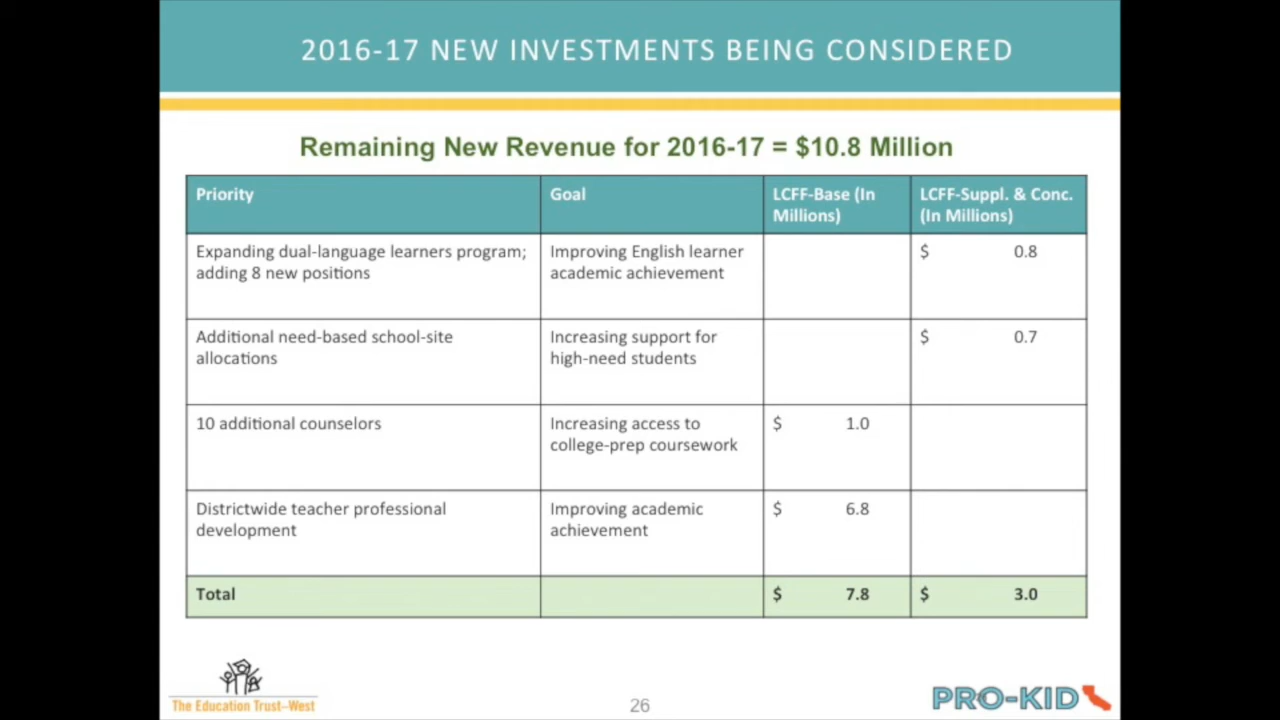 2016-17 NEW INVESTMENTS BEING CONSIDERED
Remaining New Revenue for 2016-17 = $10.8 Million
Priority
Goal
LCFF-Base (In
Millions)
LCFF-Suppl. & Conc.
(In Millions)
Expanding dual-language learners program;
adding 8 new positions
Improving English learner
academic achievement
$ 0.8
Additional need-based school-site
allocations
Increasing support for
high-need students
$ 0.7
10 additional counselors
Increasing access to
college-prep coursework
$ 1.0
Districtwide teacher professional
development
Improving academic
achievement
$ 6.8
Total
$ 7.8
$ 3.0
The Education Trust–West
26
PRO-KID